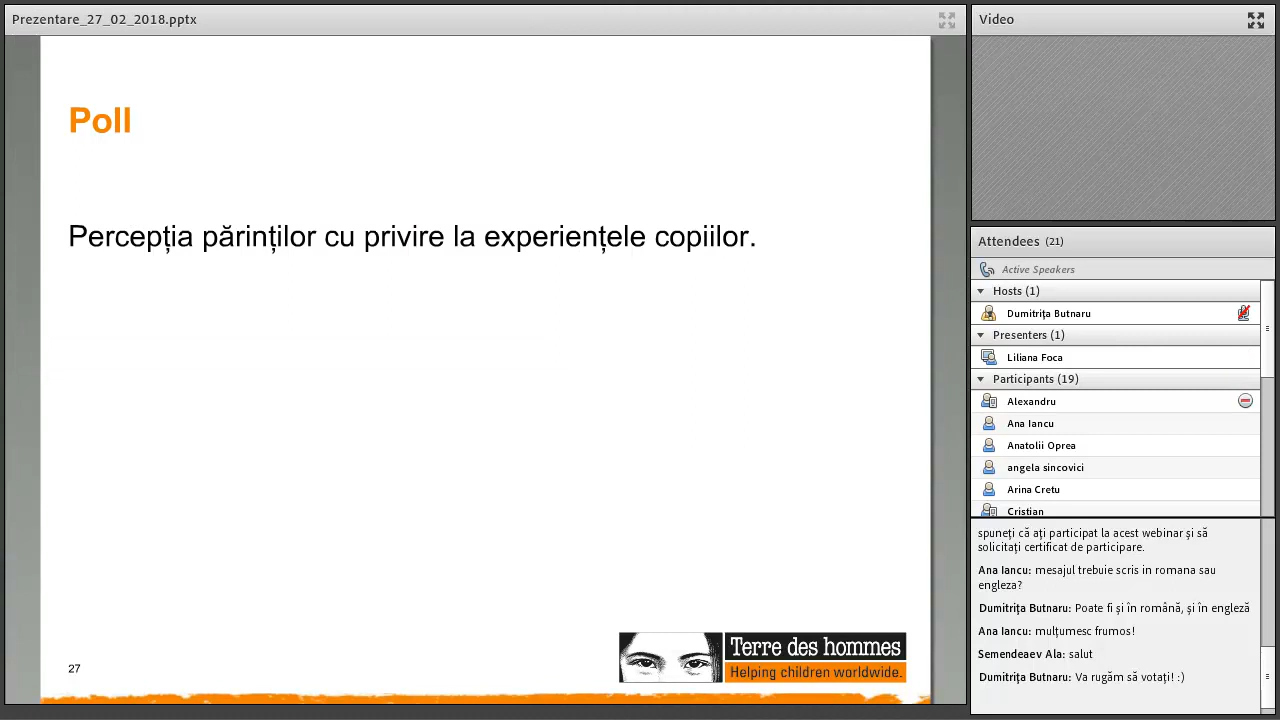 Prezentare_27_02_2018.pptx
Poll
Percepția părinților cu privire la experiențele copiilor.
27
Terre des hommes
Helping children worldwide.
Video
Attendees (21)
Active Speakers
Hosts (1)
Dumitrița Butnaru
Presenters (1)
Liliana Foca
Participants (19)
Alexandru
Ana Iancu
Anatolii Oprea
angela sincovici
Arina Cretu
Cristian
spuneți că ați participat la acest webinar și să
solicitați certificat de participare.
Ana Iancu: mesajul trebuie scris in romana sau
engleza?
Dumitrița Butnaru: Poate fi și în română, și în engleză
Ana Iancu: mulțumesc frumos!
Semendeaev Ala: salut
Dumitrița Butnaru: Va rugăm să votați! :)